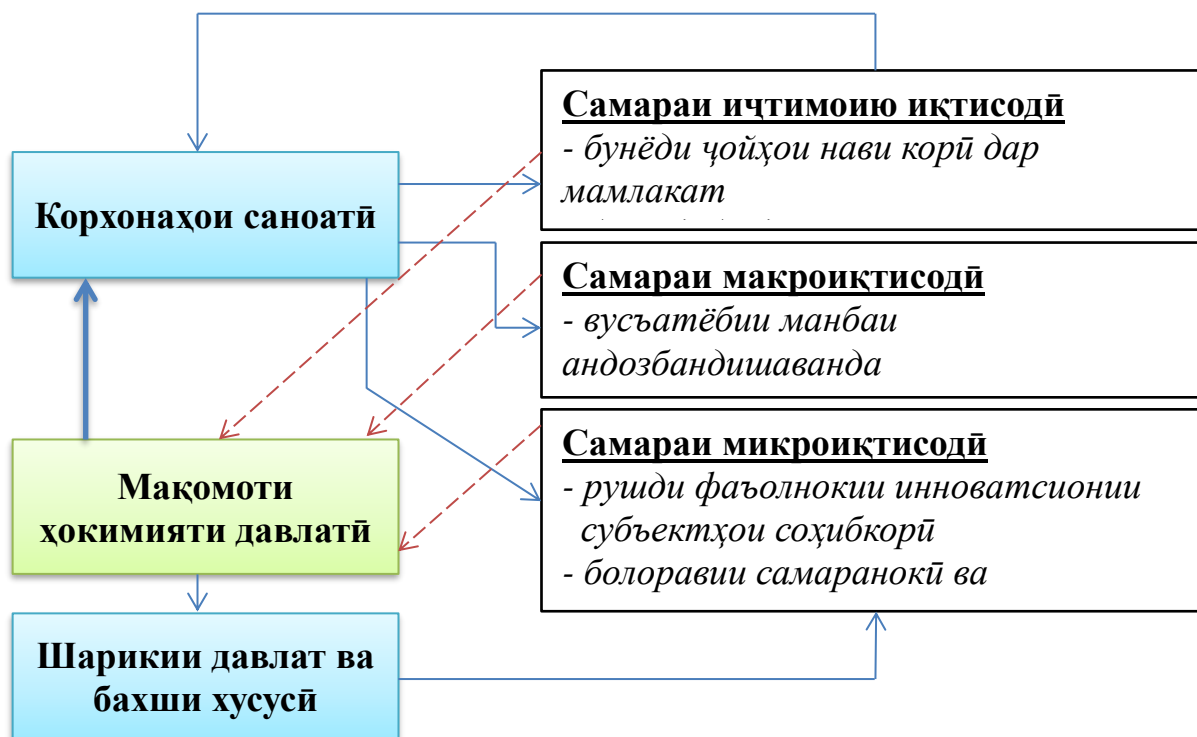 Самараи иҷтимоию иқтисодӣ
- бунёди ҷойҳои нави корӣ дар
мамлакат
Корхонаҳои саноатӣ
Самараи макроиқтисодӣ
- вусъатёбии манбаи
андозбандишаванда
Самараи микроиқтисодӣ
- рушди фаъолнокии инноватсионии
субъектҳои соҳибкорӣ
- болоравии самаранокӣ ва
Мақомоти
ҳокимияти давлатӣ
Шарикии давлат ва
бахши хусусӣ